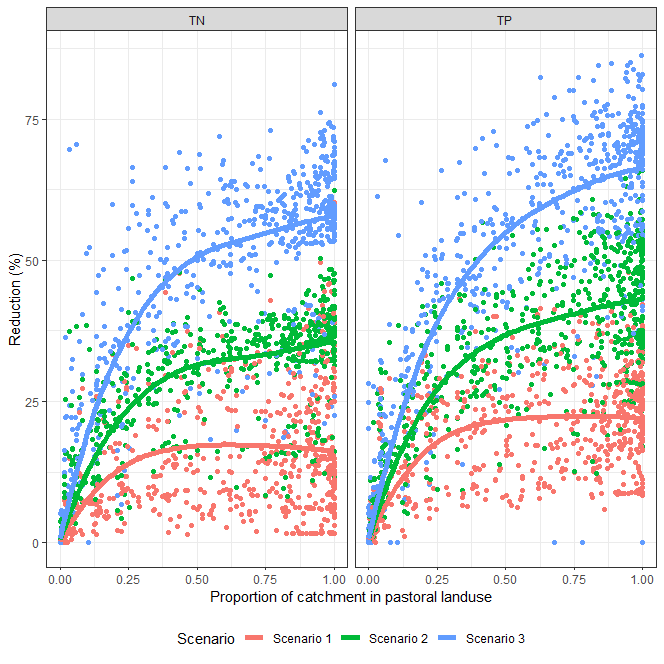 TN TP
Reduction (%)
75
50
25
0
0.00 0.25 0.50 0.75 1.00 0.00 0.25 0.50 0.75 1.00
Proportion of catchment in pastoral landuse
Scenario Scenario 1 Scenario 2 Scenario 3